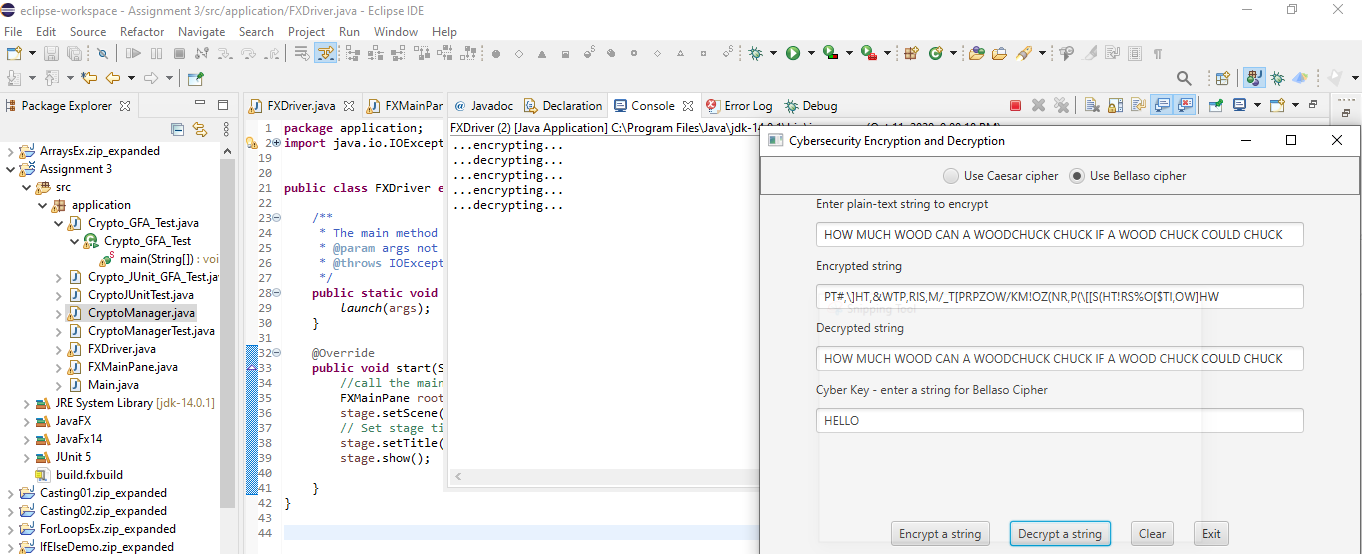 eclipse-workspace - Assignment 3/src/application/FXDriver.java - Eclipse IDE
File Edit Source Refactor Navigate Search Project Run Window Help
Package Explorer
ArraysEx.zip_expanded
Assignment 3
src
application
Crypto_GFA_Test.java
Crypto_GFA_Test
main(String[]) : voi
Crypto_JUnit_GFA_Test.ja
CryptoJUnitTest.java
CryptoManager.java
CryptoManagerTest.java
FXDriver.java
FXMainPane.java
Main.java
JRE System Library [jdk-14.0.1]
JavaFX
JavaFx14
JUnit 5
build.fxbuild
Casting01.zip_expanded
Casting02.zip_expanded
ForLoopsEx.zip_expanded
IfElseDemo.zip_expanded
FXDriver.java FXMainPan
1 package application;
2 import java.io.IOExcept
19
20
21 public class FXDriver e
22
23 /**
24 * The main method
25 * @param args not
26 * @throws IOExcept
27 */
28 public static void
29 launch(args);
30 }
31
32 @Override
33 public void start(S
34 //call the main
35 FXMainPane root
36 stage.setScene(
37 // Set stage ti
38 stage.setTitle(
39 stage.show();
40
41 }
42 }
43
44
@ Javadoc Declaration Console Error Log Debug
FXDriver (2) [Java Application] C:\Program Files\Java\jdk-14.0.1\
...encrypting...
...decrypting...
...encrypting...
...encrypting...
...decrypting...
Cybersecurity Encryption and Decryption
Use Caesar cipher Use Bellaso cipher
Enter plain-text string to encrypt
HOW MUCH WOOD CAN A WOODCHUCK CHUCK IF A WOOD CHUCK COULD CHUCK
Encrypted string
PT#,\]HT,&WTP,RIS,M/_T[PRPZOW/KM!OZ(NR,P(\[[S(HT!RS%O[$TI,OW]HW
Snipping Tool
Decrypted string
HOW MUCH WOOD CAN A WOODCHUCK CHUCK IF A WOOD CHUCK COULD CHUCK
Cyber Key - enter a string for Bellaso Cipher
HELLO
Encrypt a string Decrypt a string Clear Exit